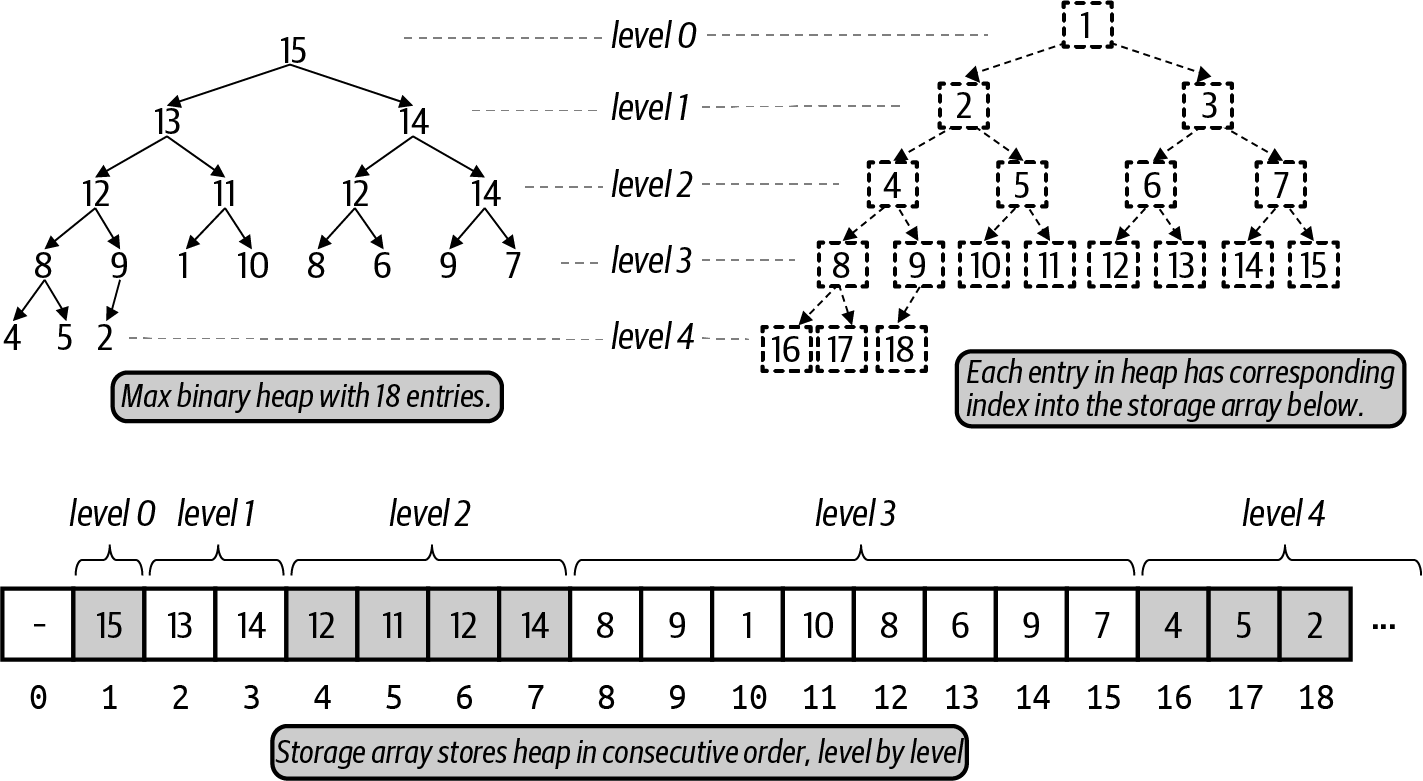 15 level 0 1
13 14 level 1 2 3
12 11 12 14 level 2 4 5 6 7
8 9 1 10 8 6 9 7 level 3 8 9 10 11 12 13 14 15
4 5 2 level 4 16 17 18
Max binary heap with 18 entries.
Each entry in heap has corresponding
index into the storage array below.
level 0 level 1 level 2 level 3 level 4
- 15 13 14 12 11 12 14 8 9 1 10 8 6 9 7 4 5 2 ...
0 1 2 3 4 5 6 7 8 9 10 11 12 13 14 15 16 17 18
Storage array stores heap in consecutive order, level by level